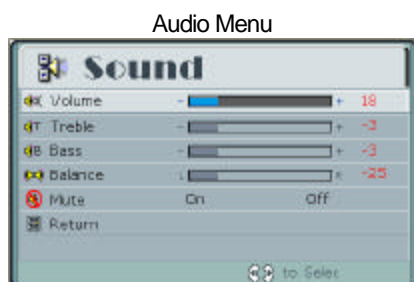 Audio Menu
Sound
Volume - + 18
T Treble - + -3
B Bass - + -3
Balance L R -25
Mute On Off
Return
to Selec